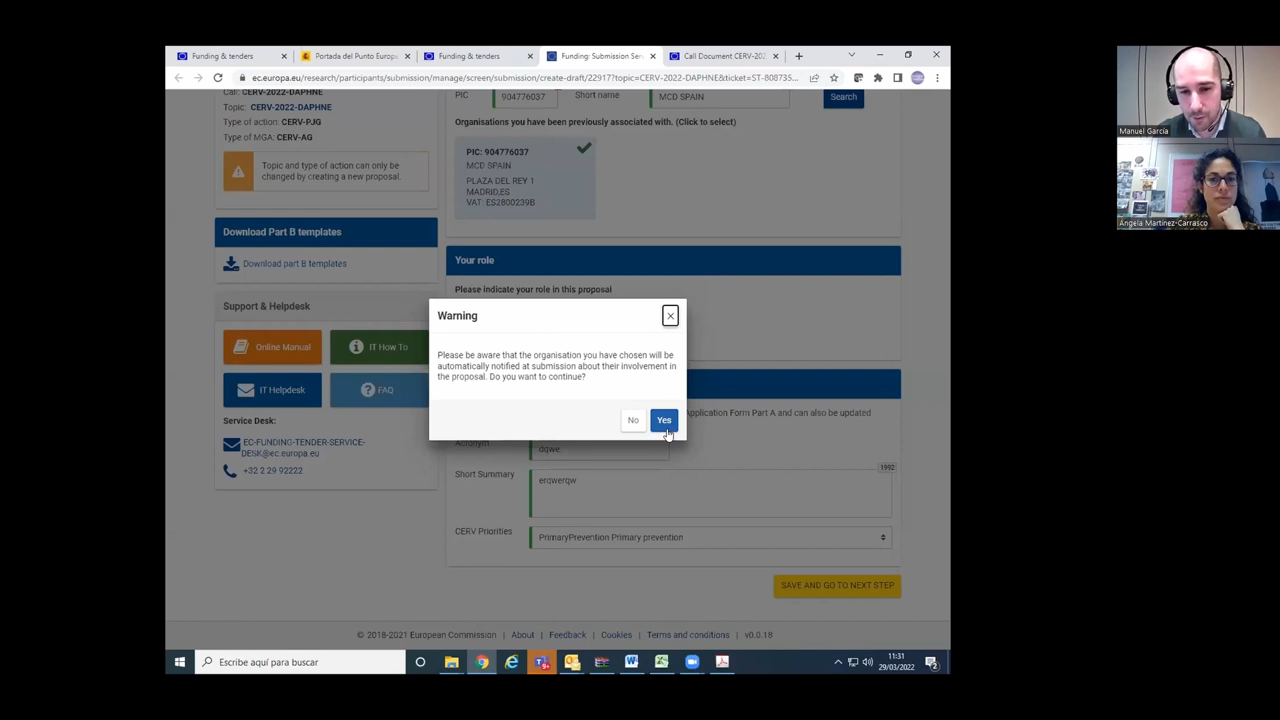 Funding & tenders
Portada del Punto Europ
Funding & tenders
Funding: Submission Ser
Call Document CERV-202
ec.europa.eu/research/participants/submission/manage/screen/submission/create-draft/22917?topic=CERV-2022-DAPHNE&ticket=ST-808735...
Call: CERV-2022-DAPHNE
Topic: CERV-2022-DAPHNE
Type of action: CERV-PJG
Type of MGA: CERV-AG
Topic and type of action can only be
changed by creating a new proposal.
Download Part B templates
Download part B templates
Support & Helpdesk
Online Manual
IT How To
IT Helpdesk
FAQ
Service Desk:
EC-FUNDING-TENDER-SERVICE-
DESK@ec.europa.eu
+32 2 29 92222
PIC
904776037
Short name
MCD SPAIN
Search
Organisations you have been previously associated with. (Click to select)
PIC: 904776037
MCD SPAIN
PLAZA DEL REY 1
MADRID,ES
VAT: ES2800239B
Your role
Please indicate your role in this proposal
Warning
Please be aware that the organisation you have chosen will be
automatically notified at submission about their involvement in
the proposal. Do you want to continue?
No
Yes
Application Form Part A and can also be updated
Acronym
dqwe
1992
Short Summary
erqwerqw
CERV Priorities
PrimaryPrevention Primary prevention
SAVE AND GO TO NEXT STEP
© 2018-2021 European Commission | About | Feedback | Cookies | Terms and conditions | v0.0.18
Escribe aquí para buscar
11:31
29/03/2022
Manuel García
Ángela Martínez-Carrasco